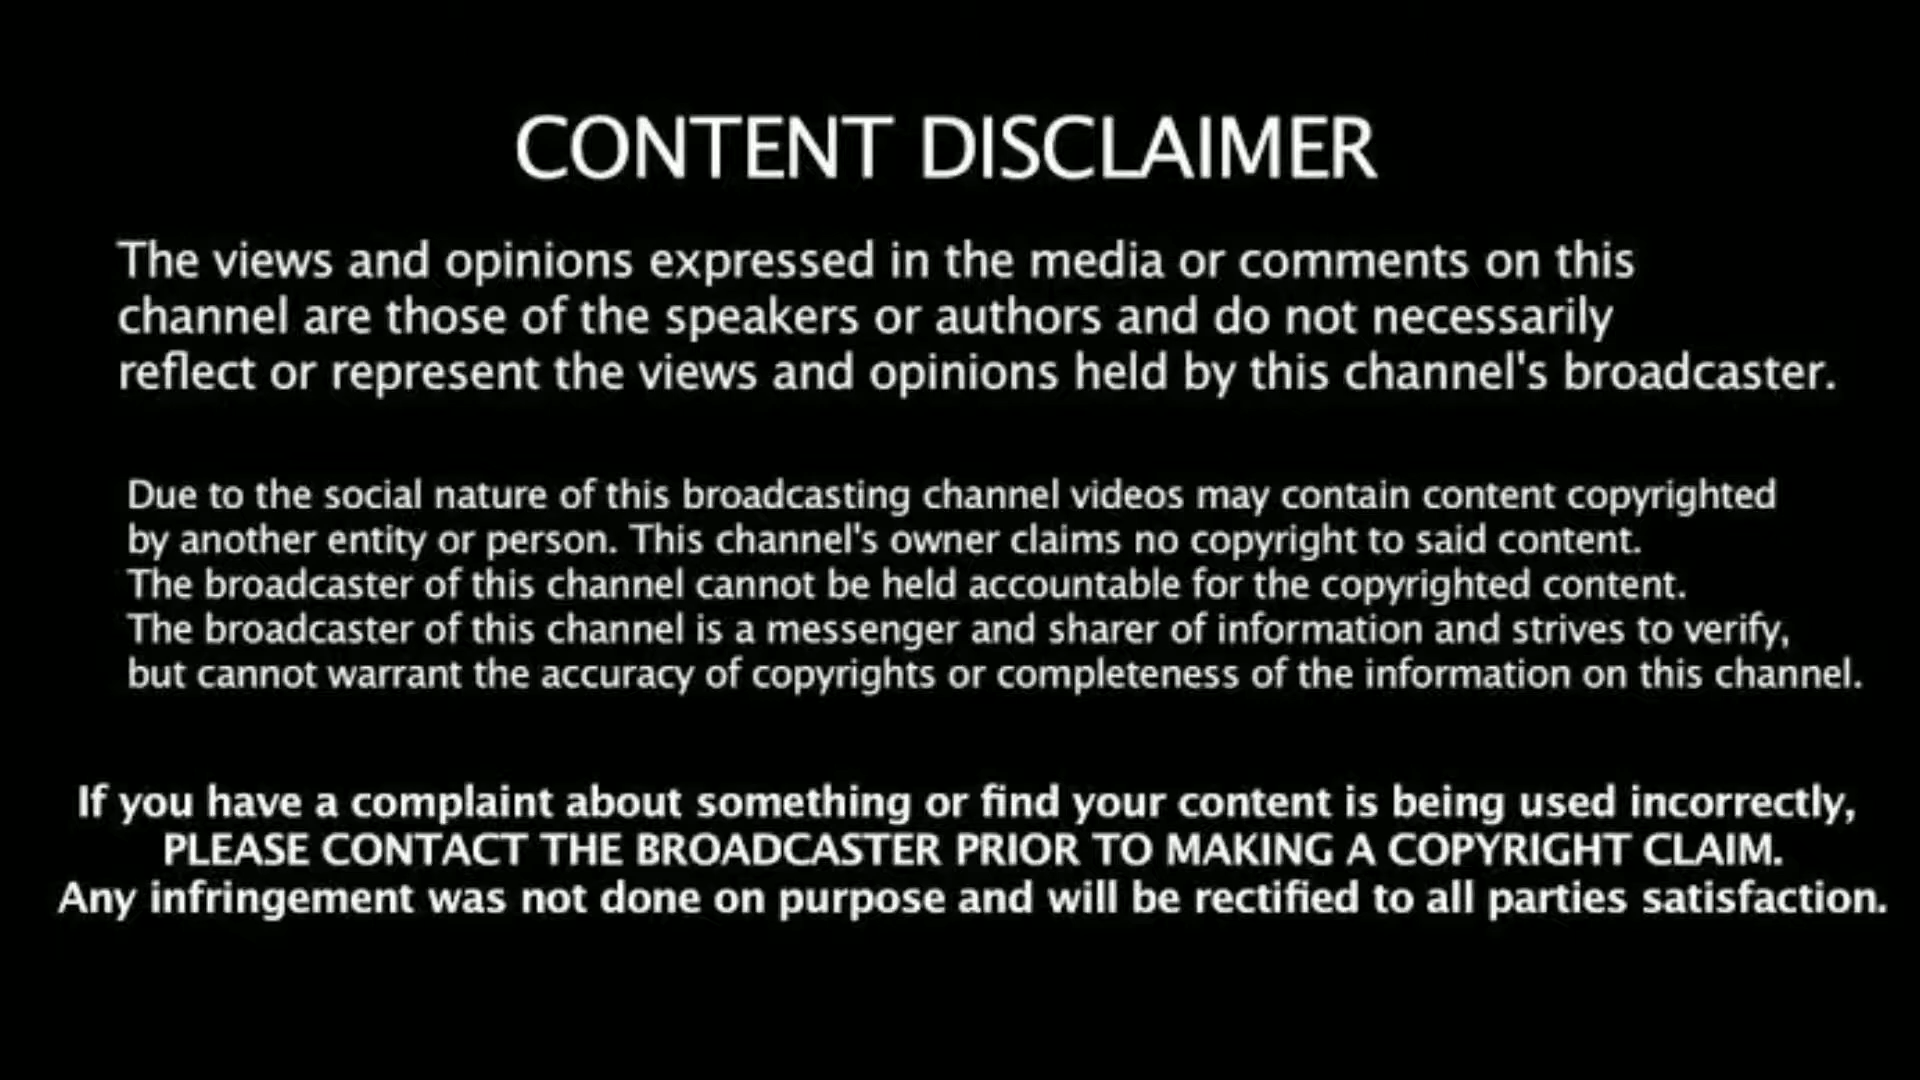 CONTENT DISCLAIMER
The views and opinions expressed in the media or comments on this
channel are those of the speakers or authors and do not necessarily
reflect or represent the views and opinions held by this channel's broadcaster.
Due to the social nature of this broadcasting channel videos may contain content copyrighted
by another entity or person. This channel's owner claims no copyright to said content.
The broadcaster of this channel cannot be held accountable for the copyrighted content.
The broadcaster of this channel is a messenger and sharer of information and strives to verify,
but cannot warrant the accuracy of copyrights or completeness of the information on this channel.
If you have a complaint about something or find your content is being used incorrectly,
PLEASE CONTACT THE BROADCASTER PRIOR TO MAKING A COPYRIGHT CLAIM.
Any infringement was not done on purpose and will be rectified to all parties satisfaction.